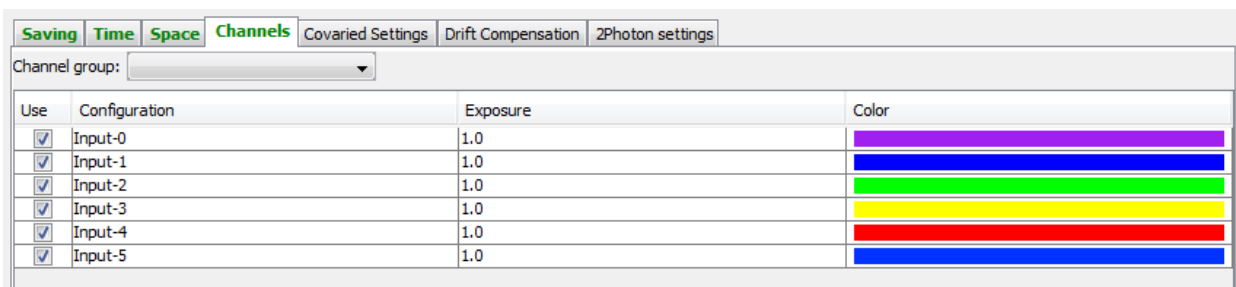 Saving Time Space Channels Covaried Settings Drift Compensation 2Photon settings
Channel group:
Use Configuration Exposure Color
Input-0 1.0
Input-1 1.0
Input-2 1.0
Input-3 1.0
Input-4 1.0
Input-5 1.0